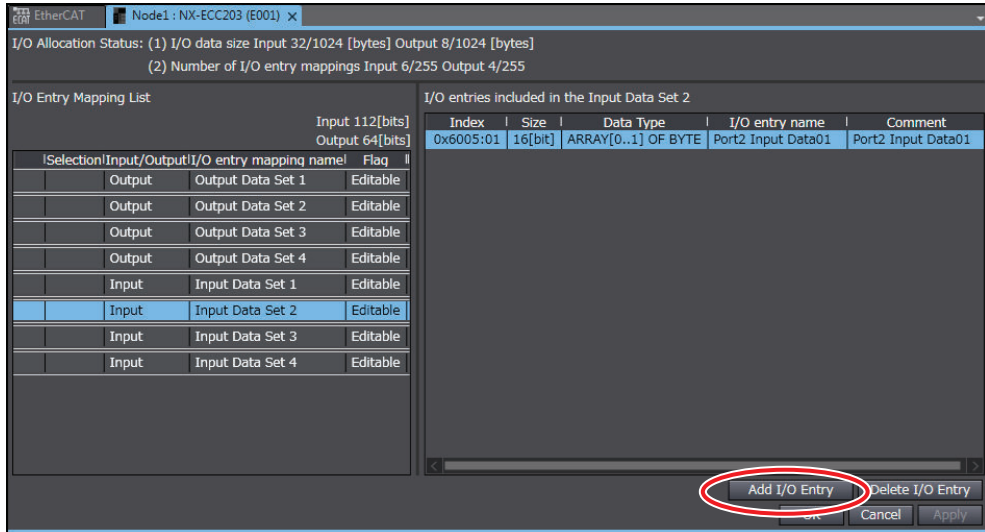 EtherCAT Node1 : NX-ECC203 (E001) ×
I/O Allocation Status: (1) I/O data size Input 32/1024 [bytes] Output 8/1024 [bytes]
(2) Number of I/O entry mappings Input 6/255 Output 4/255
I/O Entry Mapping List
Input 112[bits]
Output 64[bits]
Selection Input/Output I/O entry mapping name Flag
Output Output Data Set 1 Editable
Output Output Data Set 2 Editable
Output Output Data Set 3 Editable
Output Output Data Set 4 Editable
Input Input Data Set 1 Editable
Input Input Data Set 2 Editable
Input Input Data Set 3 Editable
Input Input Data Set 4 Editable
I/O entries included in the Input Data Set 2
Index Size Data Type I/O entry name Comment
0x6005:01 16[bit] ARRAY[0..1] OF BYTE Port2 Input Data01 Port2 Input Data01
Add I/O Entry Delete I/O Entry
Cancel Apply